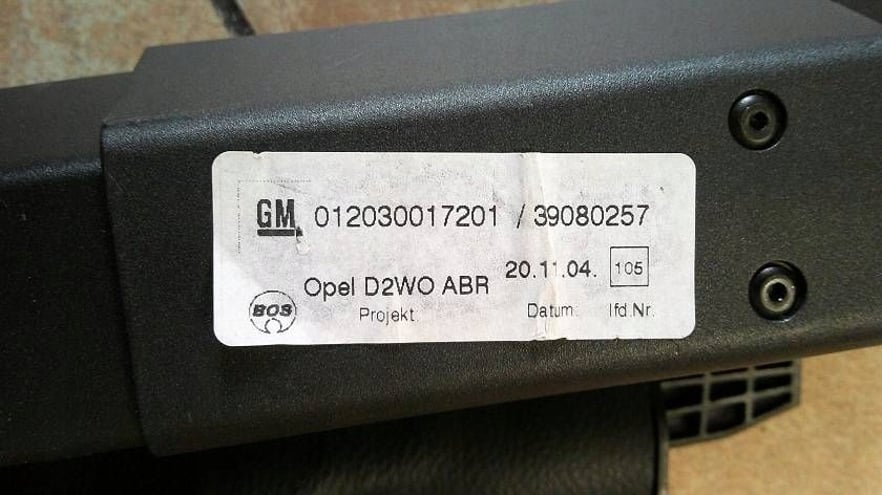 GM 012030017201 / 39080257
Opel D2WO ABR 20.11.04. 105
BOS Projekt: Datum: lfd.Nr.